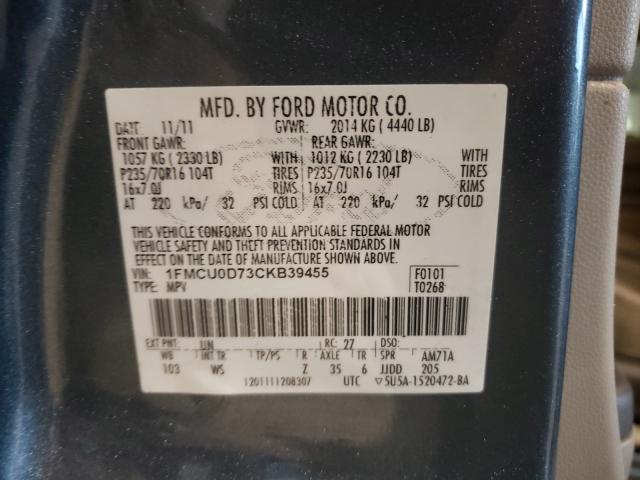 MFD. BY FORD MOTOR CO.
DATE: 11/11 GVWR: 2014 KG ( 4440 LB)
FRONT GAWR: REAR GAWR:
1057 KG ( 2330 LB) WITH 1012 KG ( 2230 LB) WITH
P235/70R16 104T TIRES P235/70R16 104T TIRES
16x7.0J RIMS 16x7.0J RIMS
AT 220 kPa/ 32 PSI COLD AT 220 kPa/ 32 PSI COLD
THIS VEHICLE CONFORMS TO ALL APPLICABLE FEDERAL MOTOR
VEHICLE SAFETY AND THEFT PREVENTION STANDARDS IN
EFFECT ON THE DATE OF MANUFACTURE SHOWN ABOVE.
VIN: 1FMCU0D73CKB39455 F0101
TYPE: MPV T0268
EXT PNT: UN RC: 27 DSO:
WB INT TR TP/PS R AXLE TR SPR AM71A
103 WS Z 35 6 JJDD 205
1201111208307 UTC ▽5U5A-1520472-BA